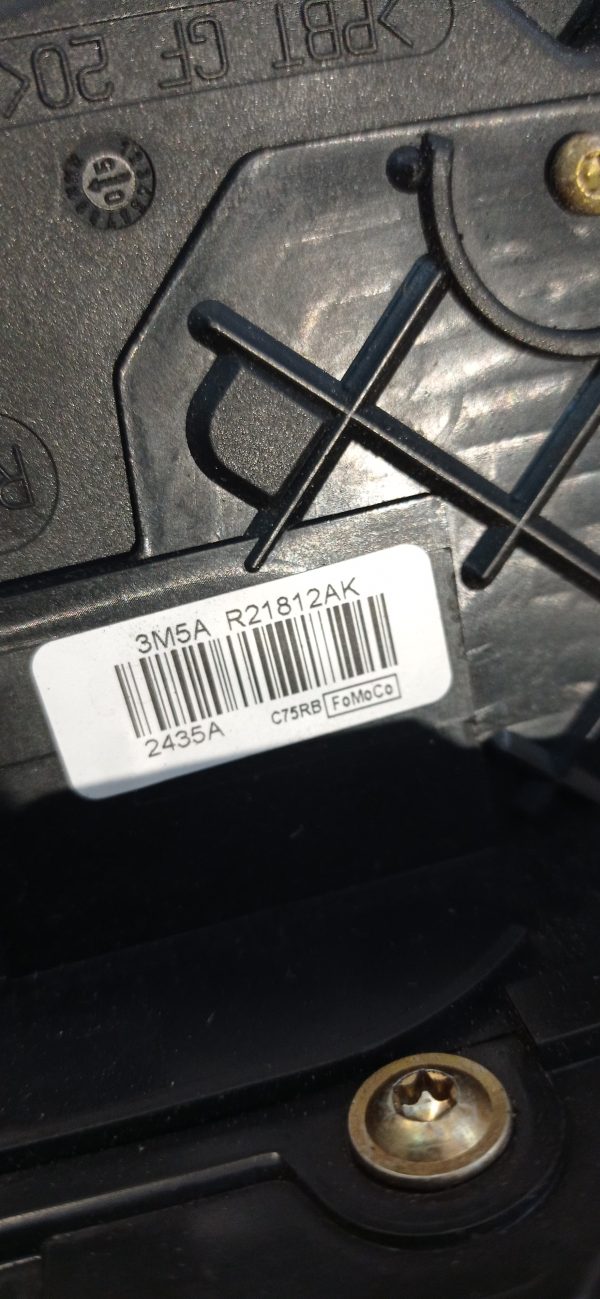 >PBT GF 20<
3M5A R21812AK
2435A C75RB FoMoCo
R